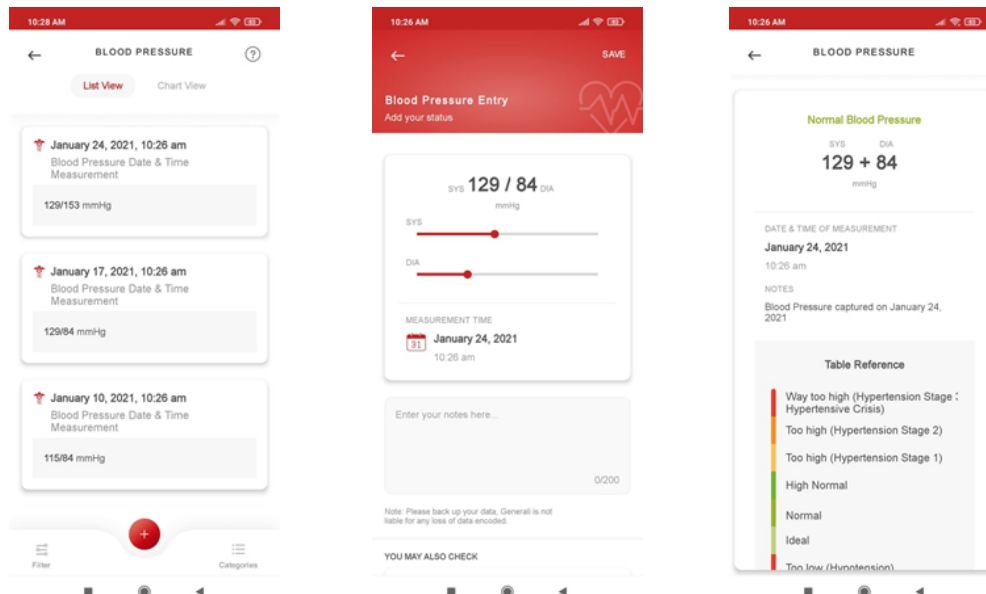 10:28 AM
BLOOD PRESSURE
List View
Chart View
January 24, 2021, 10:26 am
Blood Pressure Date & Time
Measurement
129/153 mmHg
January 17, 2021, 10:26 am
Blood Pressure Date & Time
Measurement
129/84 mmHg
January 10, 2021, 10:26 am
Blood Pressure Date & Time
Measurement
115/84 mmHg
+
Filter
Categories
10:26 AM
SAVE
Blood Pressure Entry
Add your status
SYS 129 / 84 DIA
mmHg
SYS
DIA
MEASUREMENT TIME
31
January 24, 2021
10:26 am
Enter your notes here...
0/200
Note: Please back up your data, Generali is not
liable for any loss of data encoded.
YOU MAY ALSO CHECK
10:26 AM
BLOOD PRESSURE
Normal Blood Pressure
SYS DIA
129 + 84
mmHg
DATE & TIME OF MEASUREMENT
January 24, 2021
10:26 am
NOTES
Blood Pressure captured on January 24,
2021
Table Reference
Way too high (Hypertension Stage
Hypertensive Crisis)
Too high (Hypertension Stage 2)
Too high (Hypertension Stage 1)
High Normal
Normal
Ideal
Too low (Hypotension)